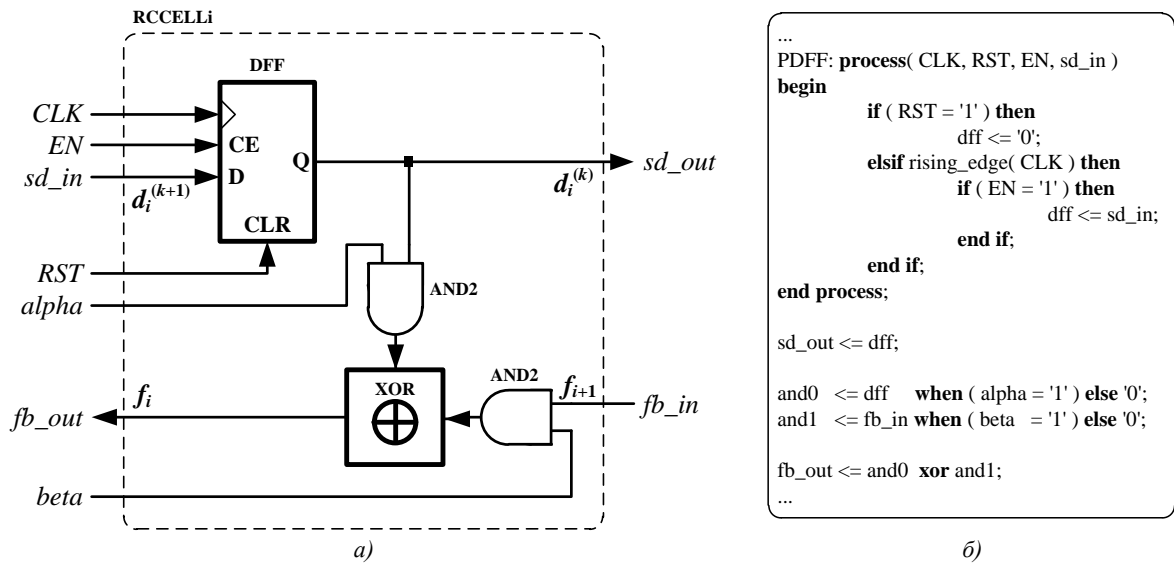 RCCELLi
DFF
CLK
EN
CE
sd_in
D
Q
sd_out
d_i^(k+1)
d_i^(k)
CLR
RST
alpha
AND2
XOR
AND2
f_i
f_{i+1}
fb_out
fb_in
beta
а)
...
PDFF: process( CLK, RST, EN, sd_in )
begin
if ( RST = '1' ) then
dff <= '0';
elsif rising_edge( CLK ) then
if ( EN = '1' ) then
dff <= sd_in;
end if;
end if;
end process;
sd_out <= dff;
and0 <= dff when ( alpha = '1' ) else '0';
and1 <= fb_in when ( beta = '1' ) else '0';
fb_out <= and0 xor and1;
...
б)